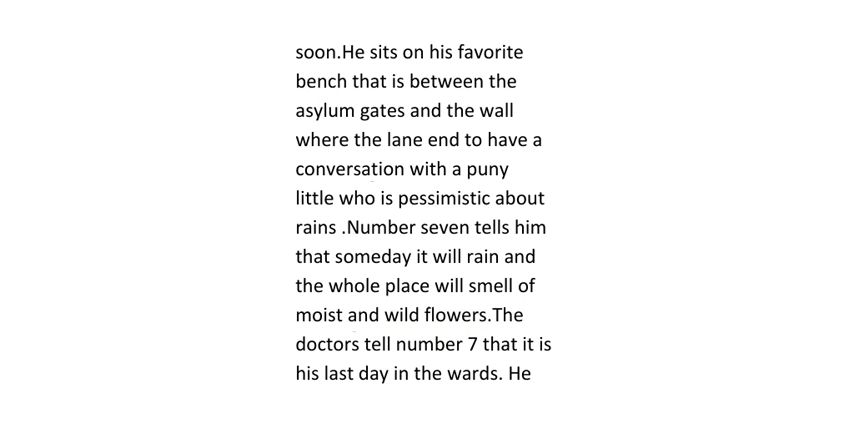 soon.He sits on his favorite
bench that is between the
asylum gates and the wall
where the lane end to have a
conversation with a puny
little who is pessimistic about
rains .Number seven tells him
that someday it will rain and
the whole place will smell of
moist and wild flowers.The
doctors tell number 7 that it is
his last day in the wards. He